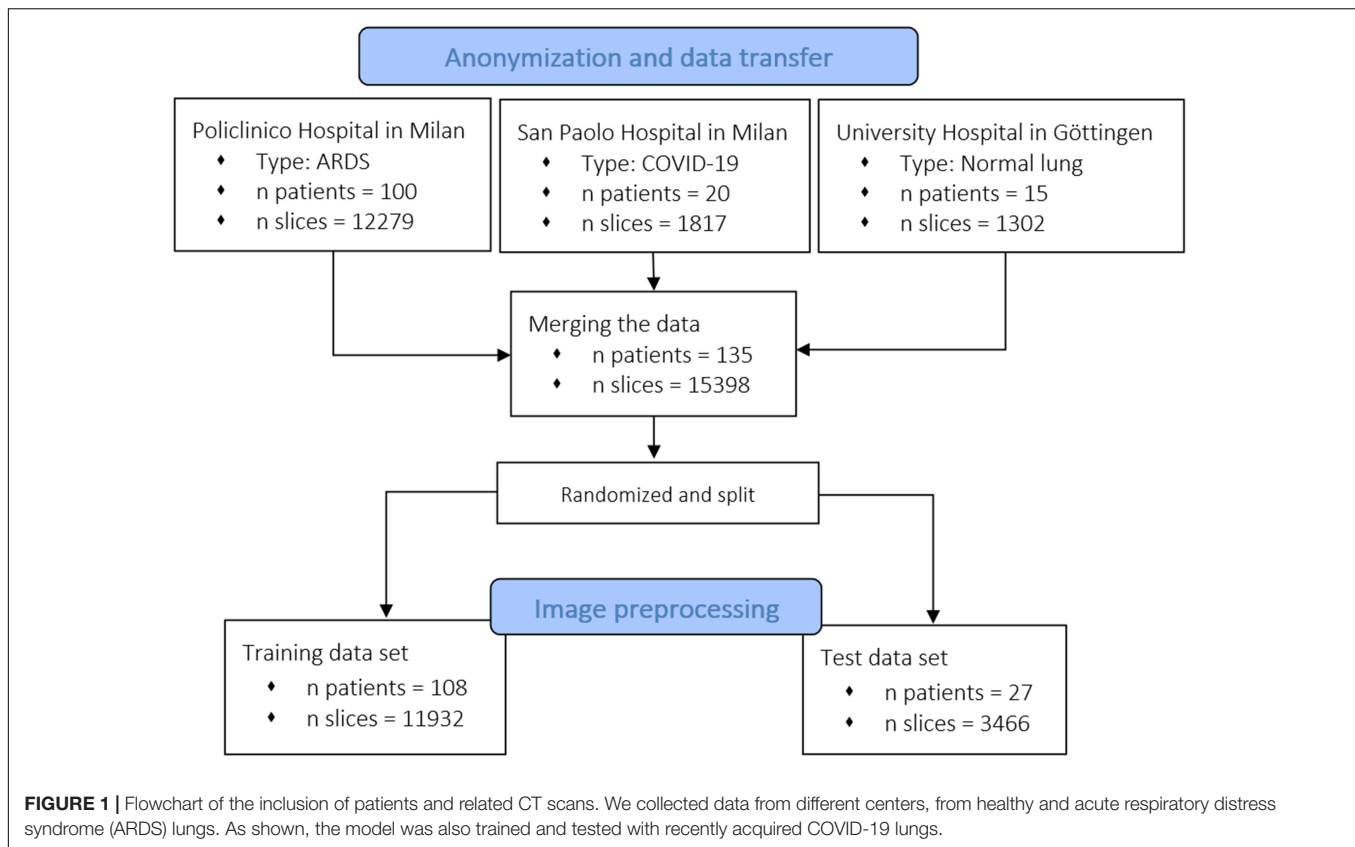 Anonymization and data transfer
Policlinico Hospital in Milan
♦ Type: ARDS
♦ n patients = 100
♦ n slices = 12279
San Paolo Hospital in Milan
♦ Type: COVID-19
♦ n patients = 20
♦ n slices = 1817
University Hospital in Göttingen
♦ Type: Normal lung
♦ n patients = 15
♦ n slices = 1302
Merging the data
♦ n patients = 135
♦ n slices = 15398
Randomized and split
Image preprocessing
Training data set
♦ n patients = 108
♦ n slices = 11932
Test data set
♦ n patients = 27
♦ n slices = 3466
FIGURE 1 | Flowchart of the inclusion of patients and related CT scans. We collected data from different centers, from healthy and acute respiratory distress
syndrome (ARDS) lungs. As shown, the model was also trained and tested with recently acquired COVID-19 lungs.